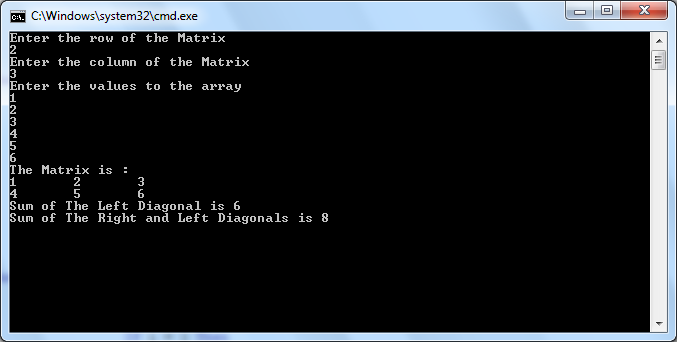 C:\Windows\system32\cmd.exe
Enter the row of the Matrix
2
Enter the column of the Matrix
3
Enter the values to the array
1
2
3
4
5
6
The Matrix is :
1 2 3
4 5 6
Sum of The Left Diagonal is 6
Sum of The Right and Left Diagonals is 8